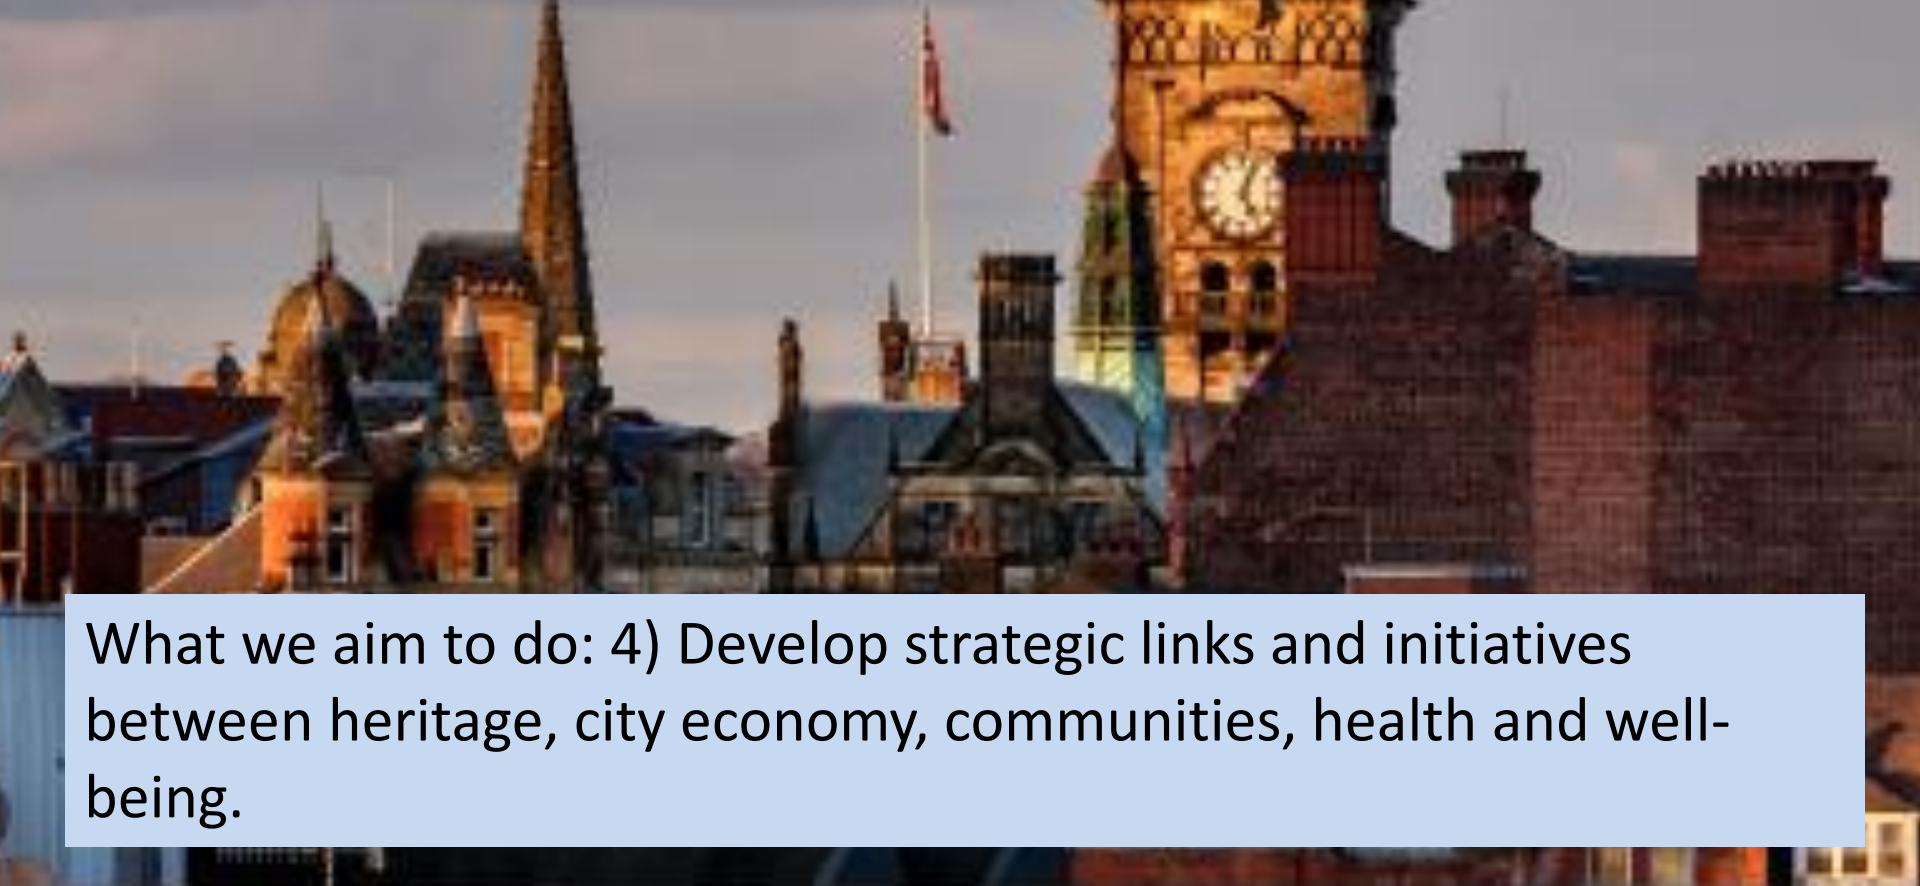 What we aim to do: 4) Develop strategic links and initiatives
between heritage, city economy, communities, health and well-
being.